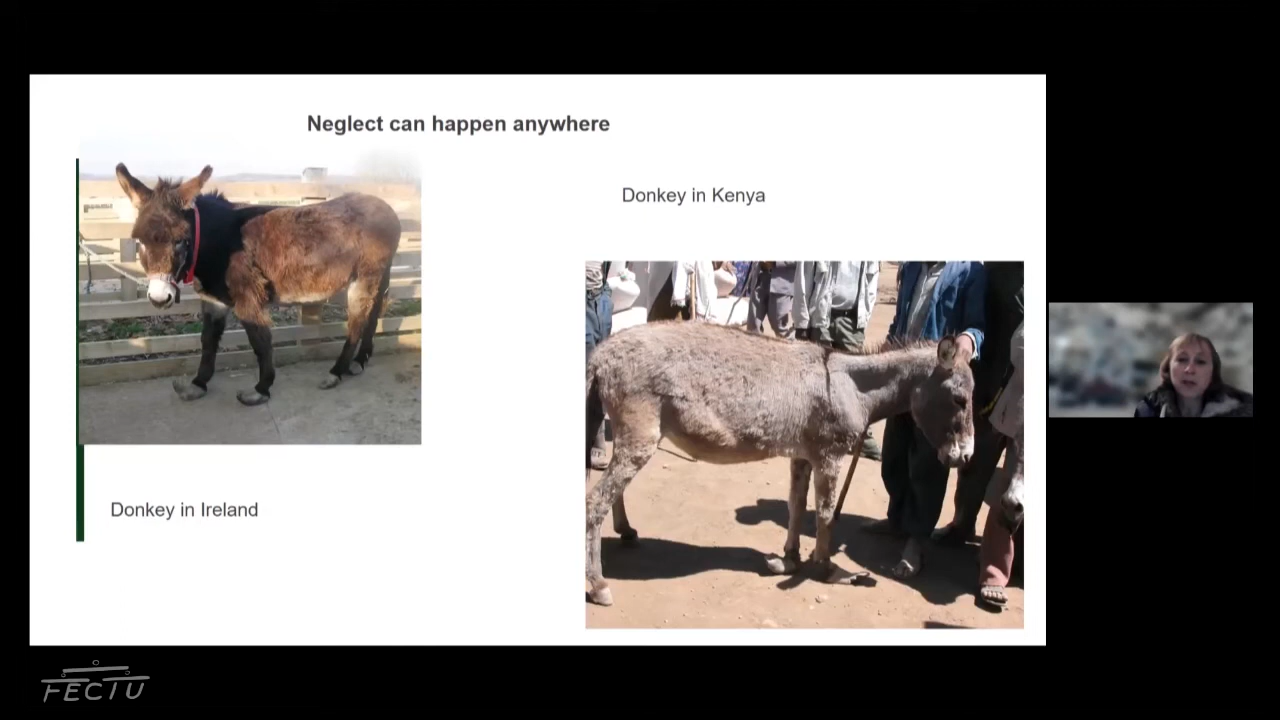 Neglect can happen anywhere
Donkey in Kenya
Donkey in Ireland
FECTU